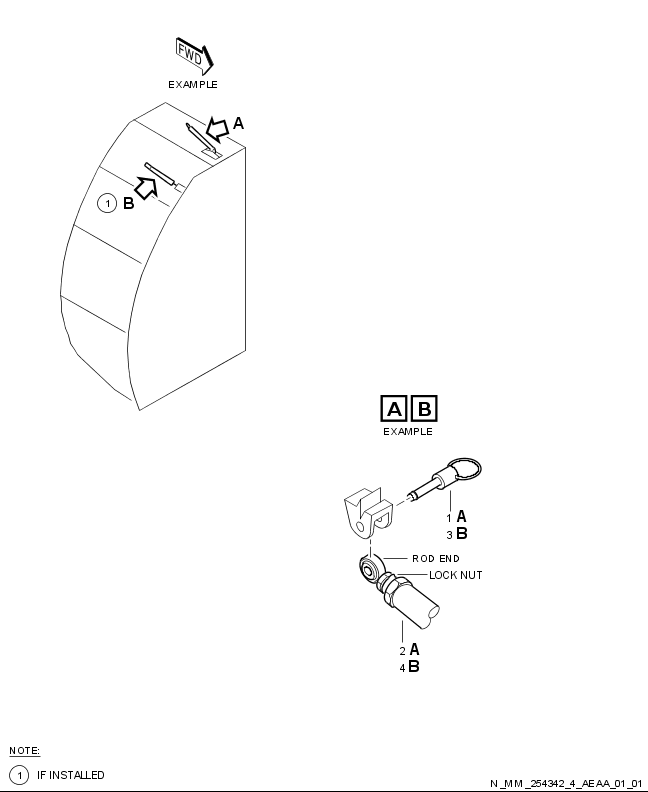 FWD
EXAMPLE
A
1 B
A B
EXAMPLE
1 A
3 B
ROD END
LOCK NUT
2 A
4 B
NOTE:
1 IF INSTALLED
N_MM_254342_4_AEAA_01_01